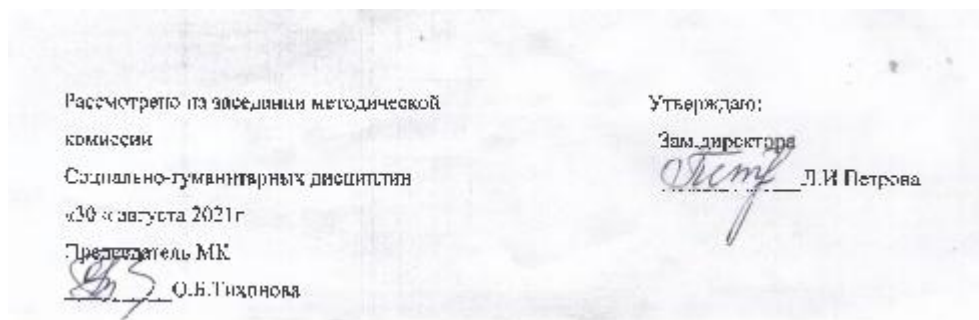 Рассмотрено на заседании методической
комиссии
Социально-гуманитарных дисциплин
«30 « августа 2021г
Председатель МК
О.Тихонова
Утверждаю:
Зам.директора
Л.И Петрова